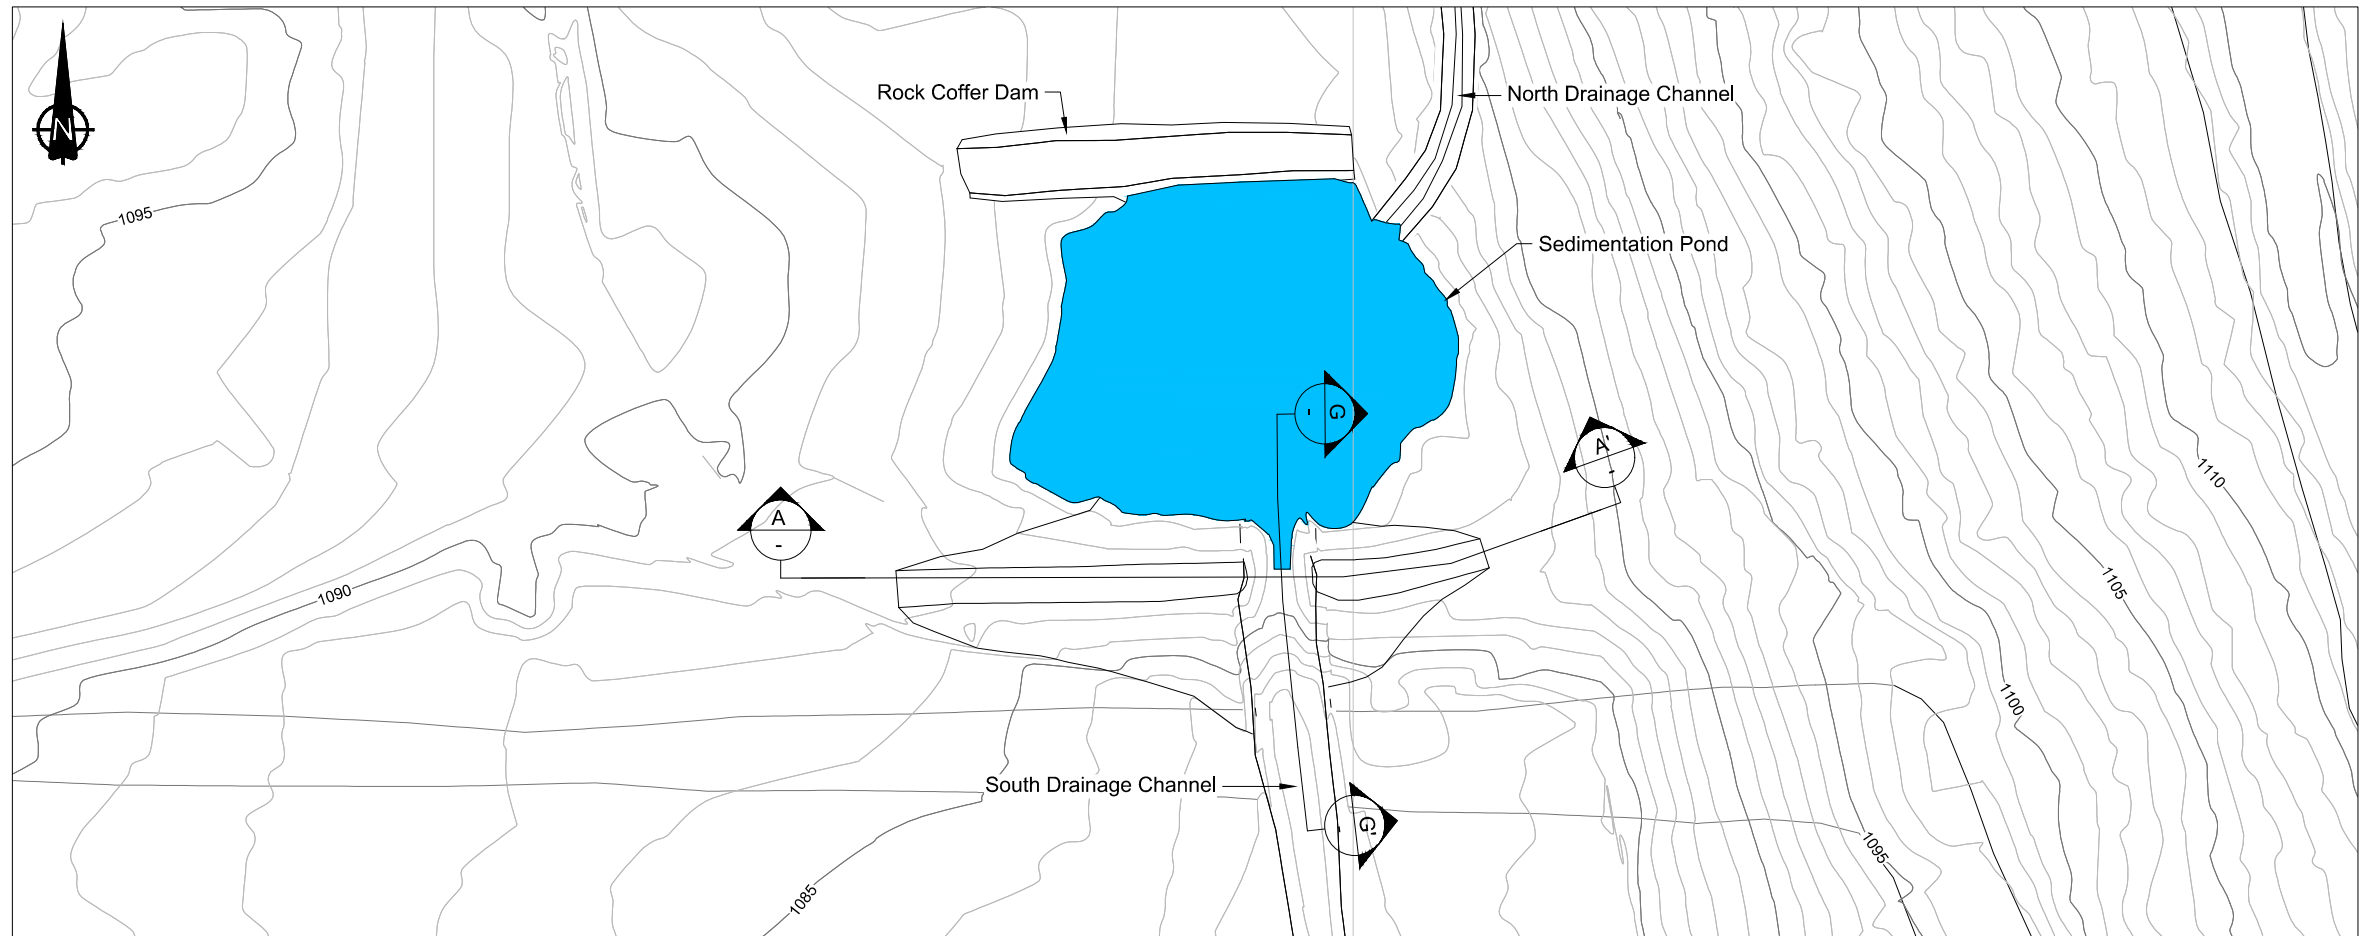 Rock Coffer Dam
North Drainage Channel
N
1095
Sedimentation Pond
G
-
A'
-
1110
A
-
1105
1090
1100
South Drainage Channel
G'
-
1095
1085